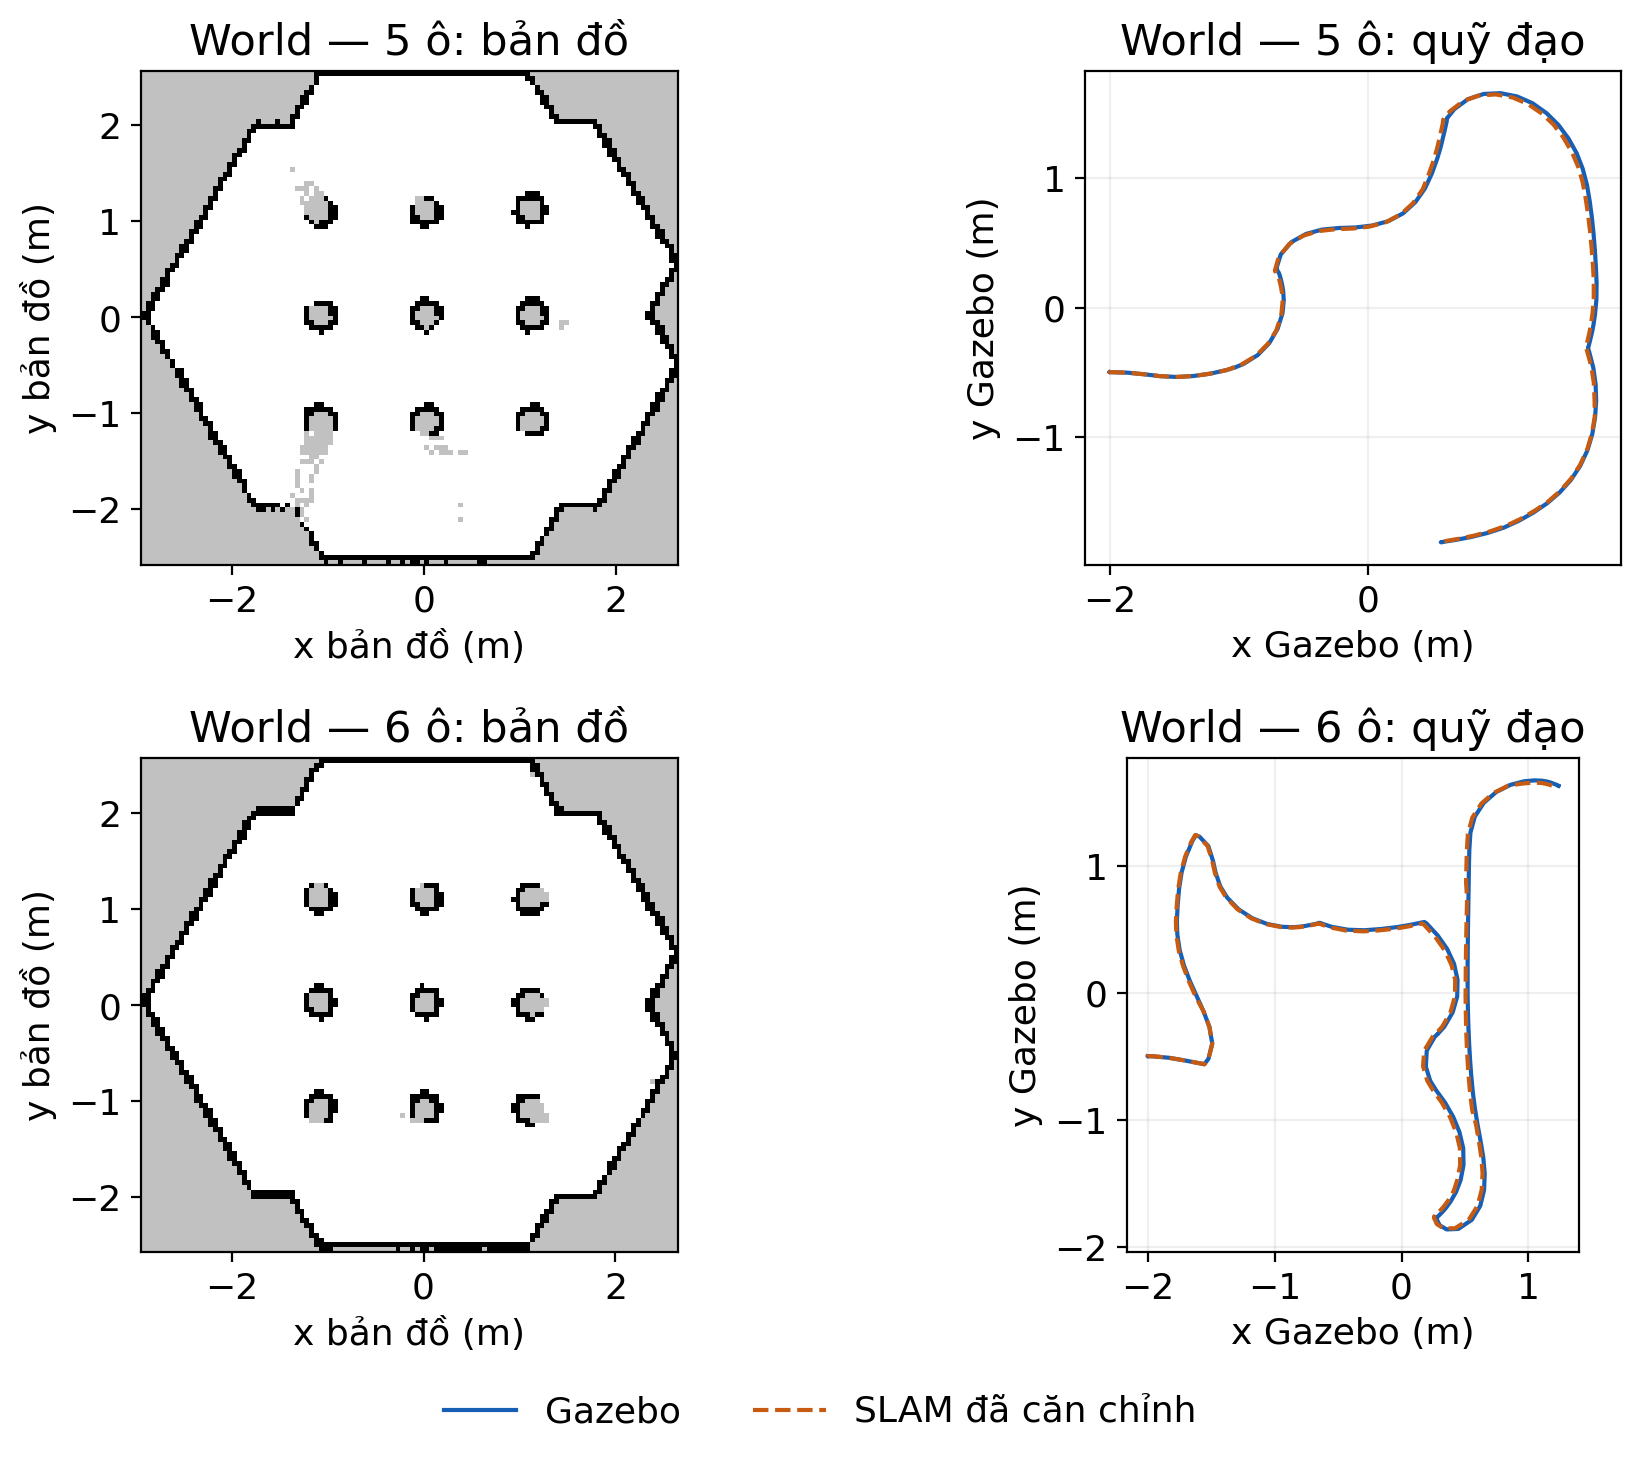 World — 5 ô: bản đồ
2
1
0
−1
−2
y bản đồ (m)
−2 0 2
x bản đồ (m)
World — 5 ô: quỹ đạo
1
0
−1
y Gazebo (m)
−2 0
x Gazebo (m)
World — 6 ô: bản đồ
2
1
0
−1
−2
y bản đồ (m)
−2 0 2
x bản đồ (m)
World — 6 ô: quỹ đạo
1
0
−1
−2
y Gazebo (m)
−2 −1 0 1
x Gazebo (m)
Gazebo SLAM đã căn chỉnh